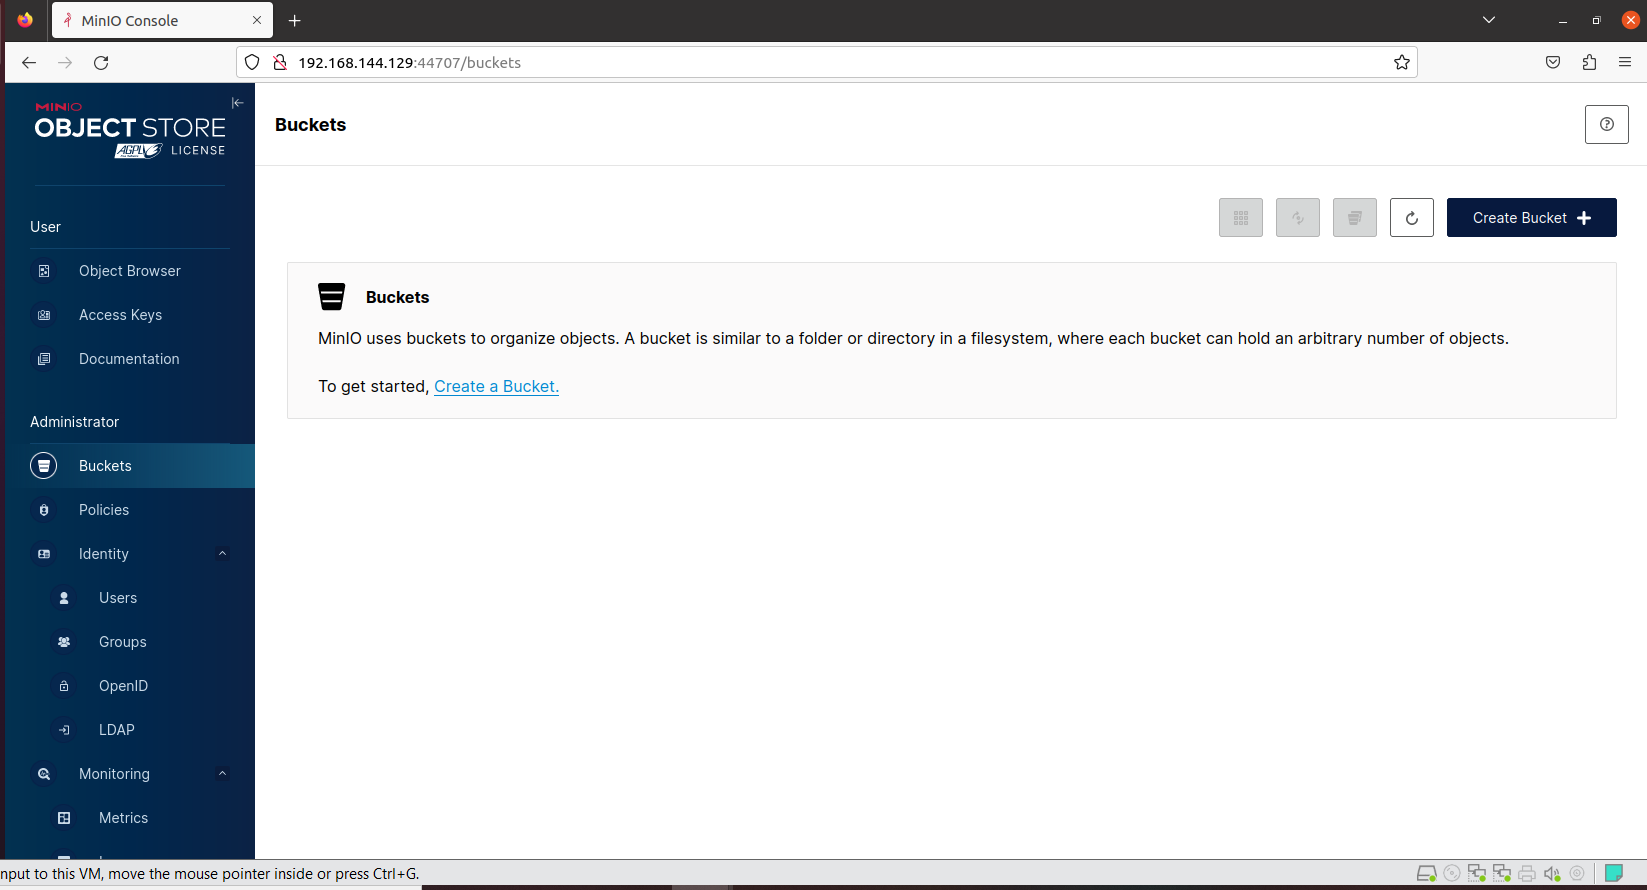 MinIO Console
192.168.144.129:44707/buckets
MINIO
OBJECT STORE
AGPL LICENSE
Buckets
User
Create Bucket
Object Browser
Access Keys
Documentation
Buckets
MinIO uses buckets to organize objects. A bucket is similar to a folder or directory in a filesystem, where each bucket can hold an arbitrary number of objects.
To get started, Create a Bucket.
Administrator
Buckets
Policies
Identity
Users
Groups
OpenID
LDAP
Monitoring
Metrics
nput to this VM, move the mouse pointer inside or press Ctrl+G.